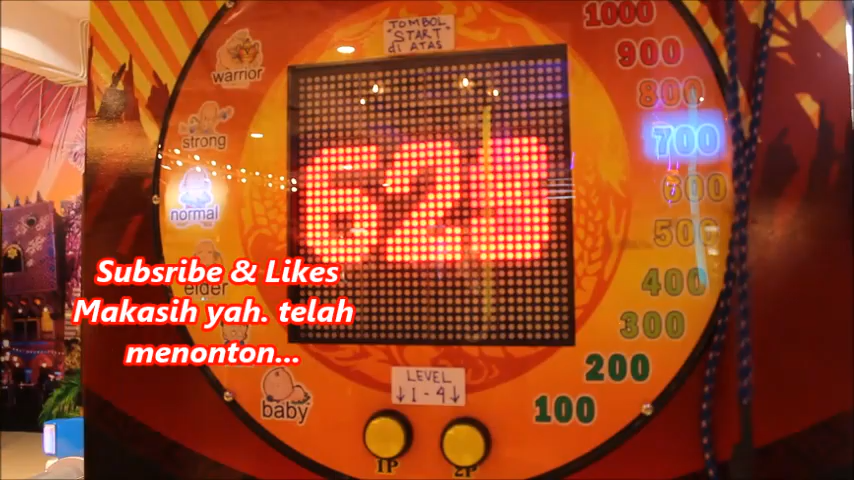 TOMBOL
"START"
di ATAS
1000
900
800
700
600
500
400
300
200
100
warrior
strong
normal
elder
baby
Subsribe & Likes
Makasih yah. telah
menonton...
LEVEL
↓1-4↓
1P
2P